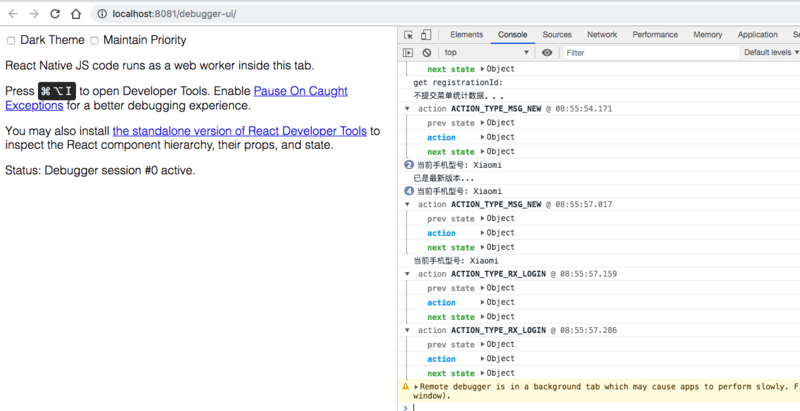 localhost:8081/debugger-ui/
Dark Theme Maintain Priority
React Native JS code runs as a web worker inside this tab.
Press ⌘⌥I to open Developer Tools. Enable Pause On Caught
Exceptions for a better debugging experience.
You may also install the standalone version of React Developer Tools to
inspect the React component hierarchy, their props, and state.
Status: Debugger session #0 active.
Elements Console Sources Network Performance Memory Application Se
top Filter Default levels
next state Object
get registrationId:
不提交菜单统计数据。。。
action ACTION_TYPE_MSG_NEW @ 08:55:54.171
prev state Object
action Object
next state Object
2 当前手机型号: Xiaomi
已是最新版本...
4 当前手机型号: Xiaomi
action ACTION_TYPE_MSG_NEW @ 08:55:57.017
prev state Object
action Object
next state Object
当前手机型号: Xiaomi
action ACTION_TYPE_RX_LOGIN @ 08:55:57.159
prev state Object
action Object
next state Object
action ACTION_TYPE_RX_LOGIN @ 08:55:57.286
prev state Object
action Object
next state Object
Remote debugger is in a background tab which may cause apps to perform slowly. F
window).